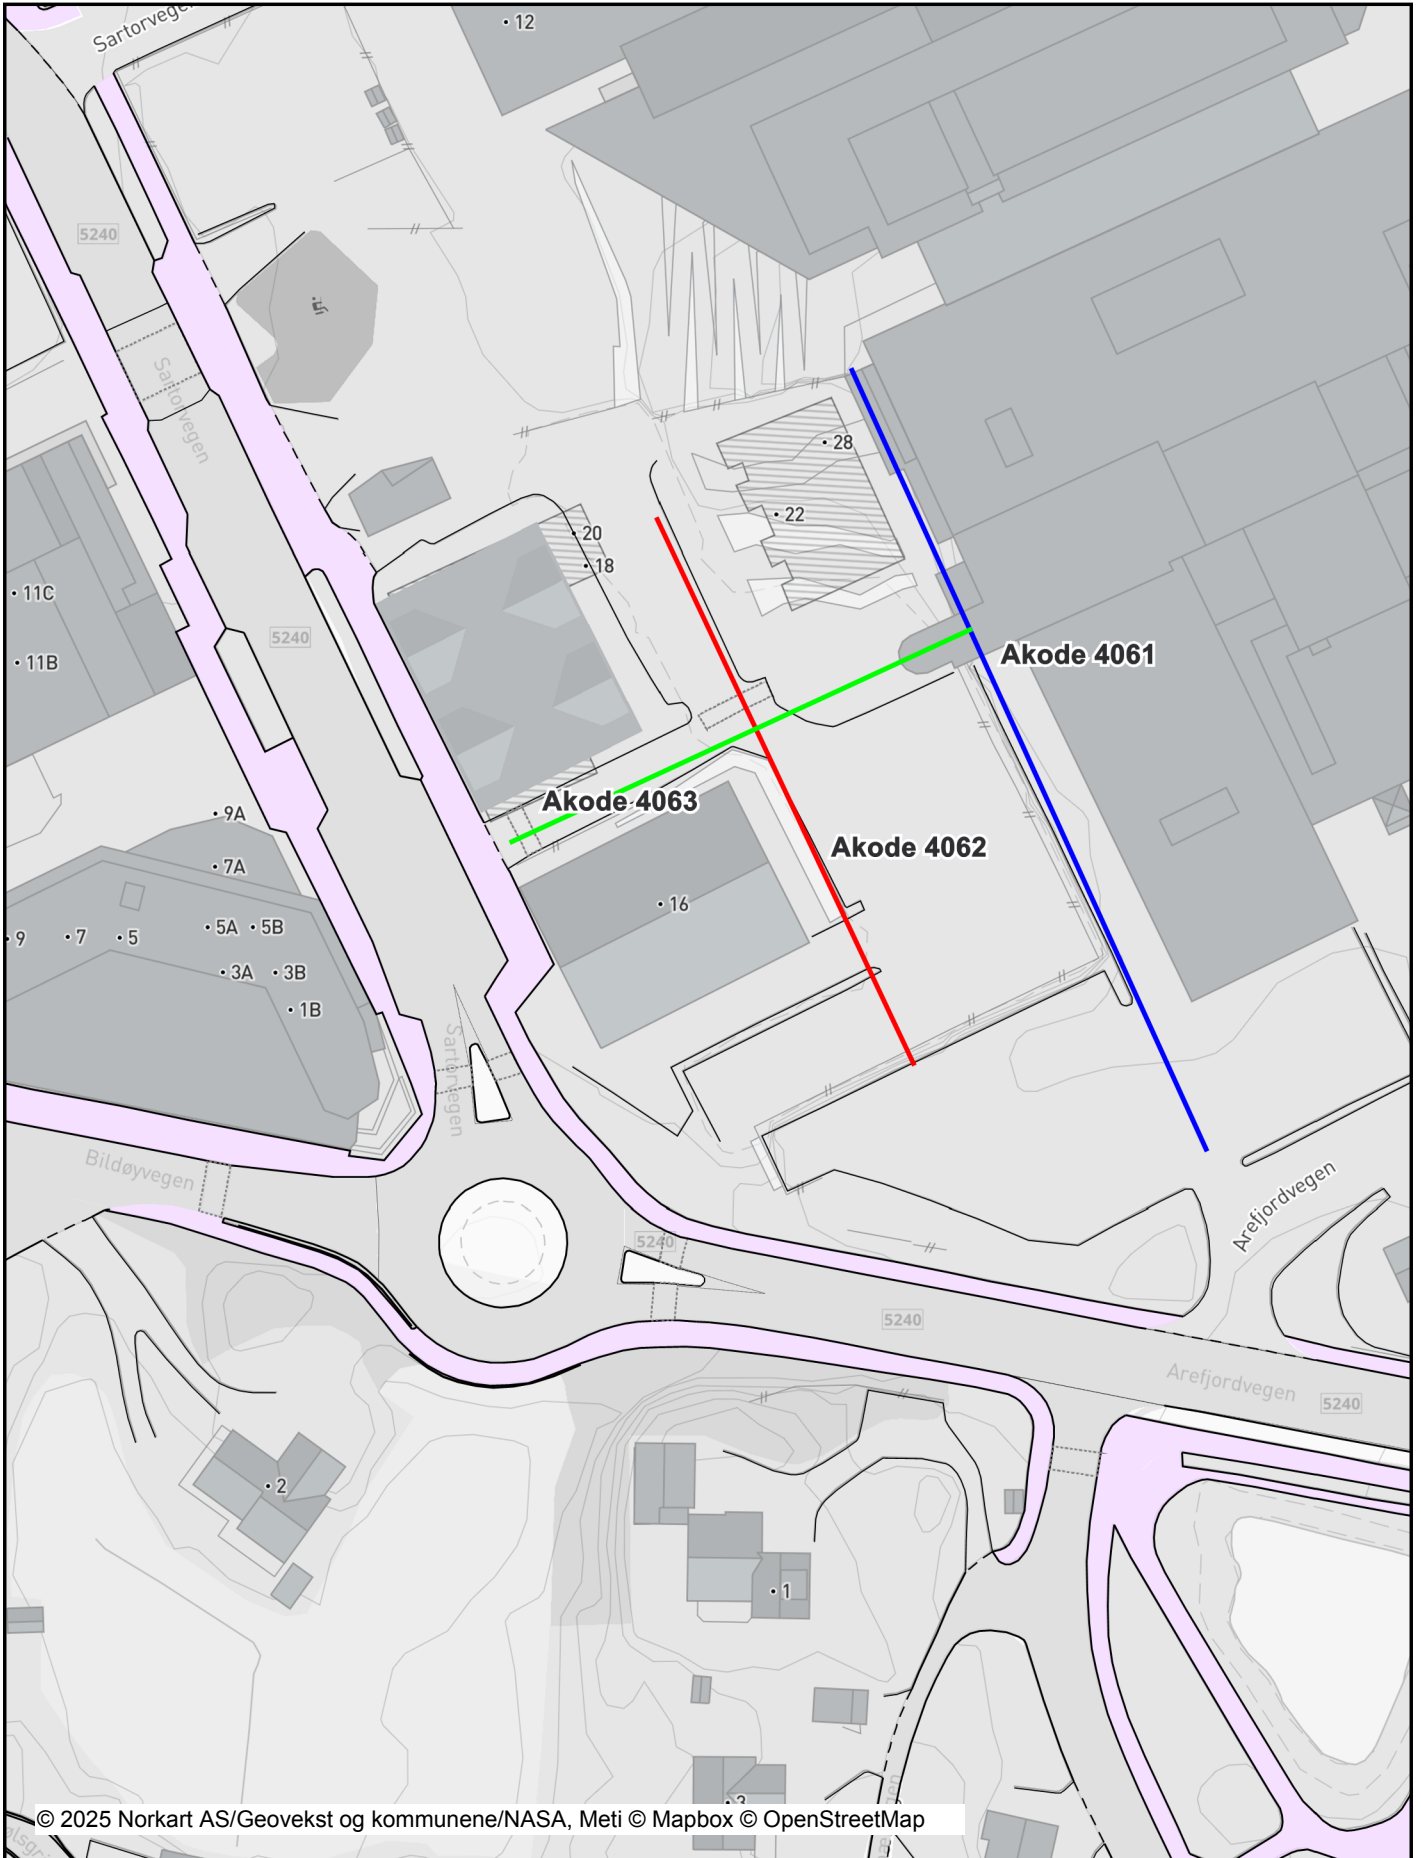 Sartorvegen
12
5240
Sartorvegen
28
22
20
18
11C
11B
5240
Akode 4061
Akode 4063
Akode 4062
9A
7A
16
9
7
5
5A
5B
3A
3B
1B
Sartorvegen
Bildøyvegen
Arefjordvegen
5240
5240
Arefjordvegen
5240
2
1
3
© 2025 Norkart AS/Geovekst og kommunene/NASA, Meti © Mapbox © OpenStreetMap